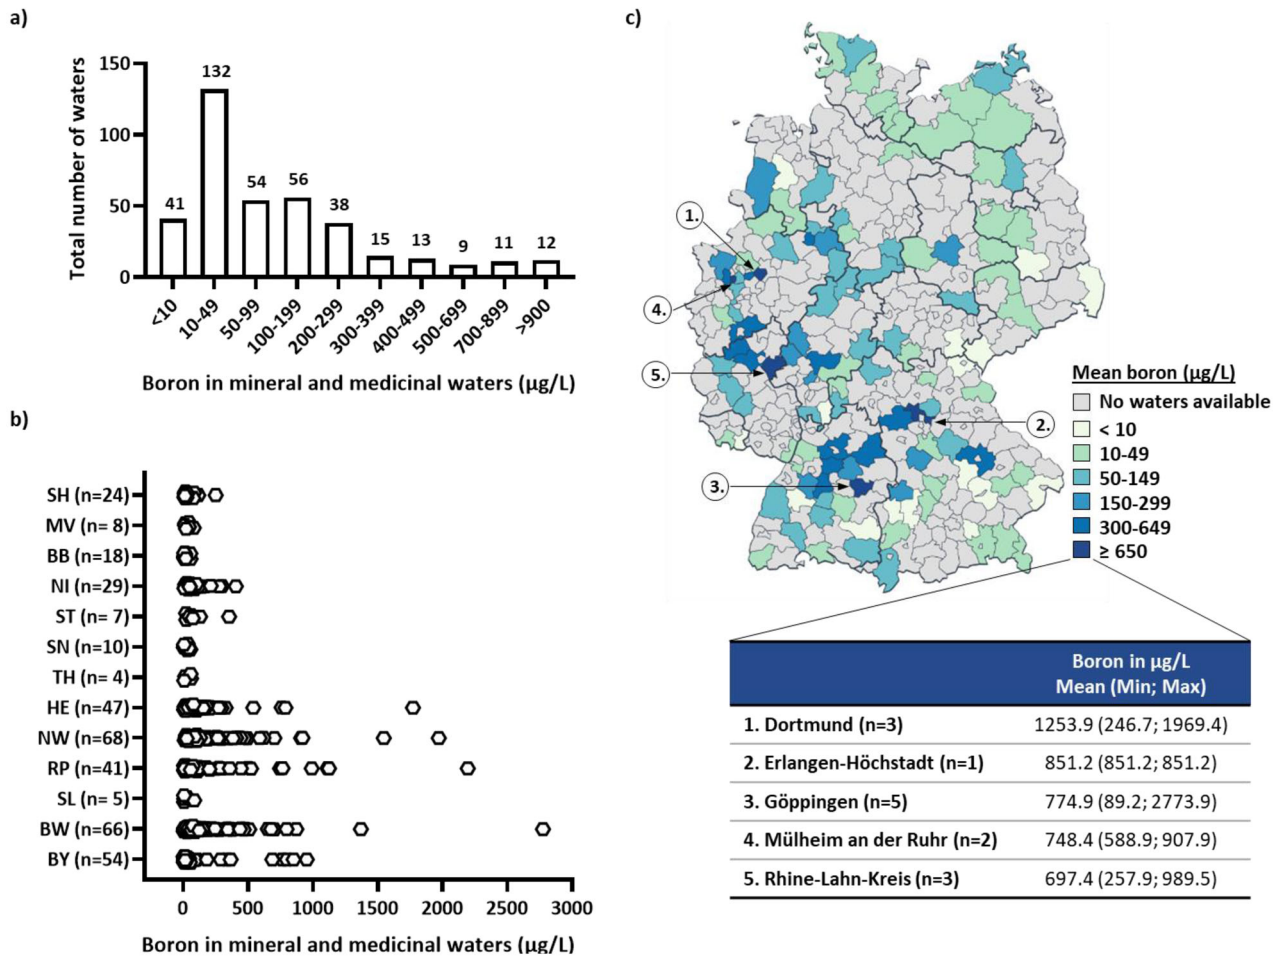 a)
Total number of waters
150
100
50
0
41
132
54
56
38
15
13
9
11
12
<10
10-49
50-99
100-199
200-299
300-399
400-499
500-699
700-899
>900
Boron in mineral and medicinal waters (µg/L)
b)
SH (n=24)
MV (n= 8)
BB (n=18)
NI (n=29)
ST (n= 7)
SN (n=10)
TH (n= 4)
HE (n=47)
NW (n=68)
RP (n=41)
SL (n= 5)
BW (n=66)
BY (n=54)
0 500 1000 1500 2000 2500 3000
Boron in mineral and medicinal waters (µg/L)
c)
1.
4.
5.
3.
2.
Mean boron (µg/L)
No waters available
< 10
10-49
50-149
150-299
300-649
≥ 650
Boron in µg/L
Mean (Min; Max)
1. Dortmund (n=3) 1253.9 (246.7; 1969.4)
2. Erlangen-Höchstadt (n=1) 851.2 (851.2; 851.2)
3. Göppingen (n=5) 774.9 (89.2; 2773.9)
4. Mülheim an der Ruhr (n=2) 748.4 (588.9; 907.9)
5. Rhine-Lahn-Kreis (n=3) 697.4 (257.9; 989.5)